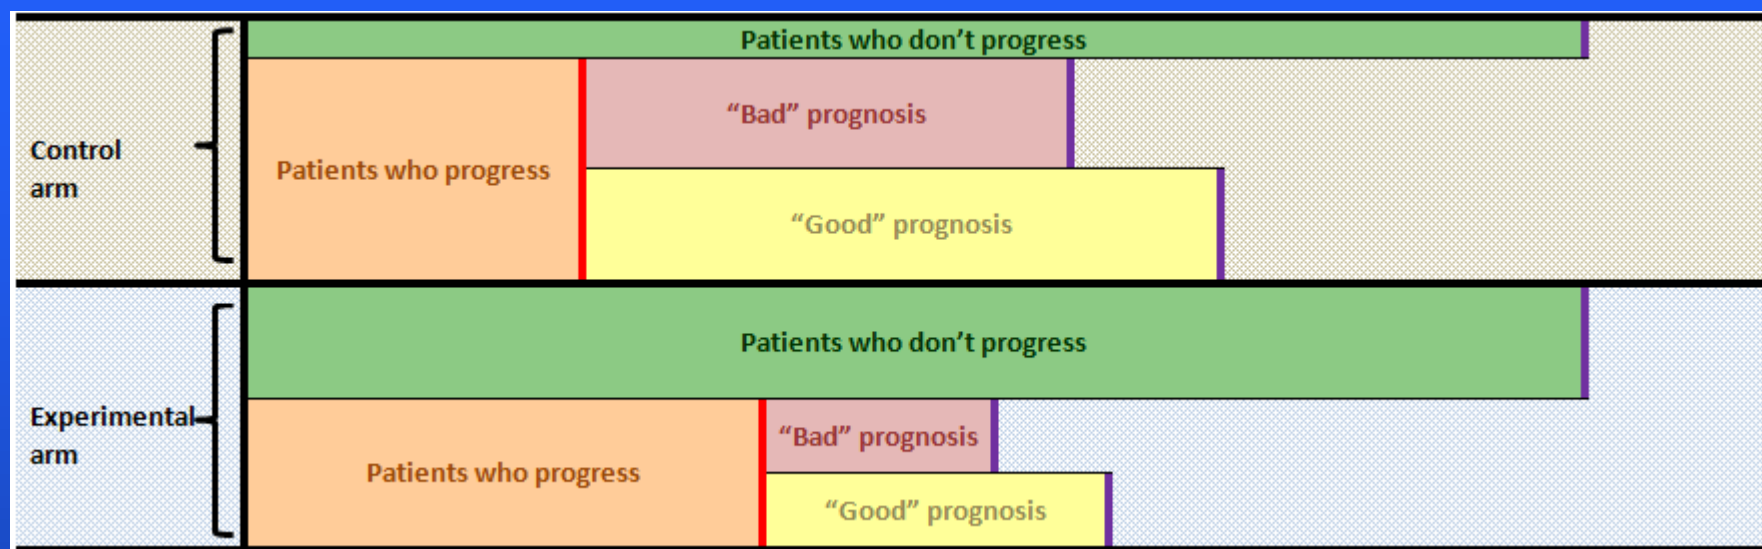 Patients who don’t progress
“Bad” prognosis
Control
arm
Patients who progress
“Good” prognosis
Patients who don’t progress
Experimental
arm
“Bad” prognosis
Patients who progress
“Good” prognosis